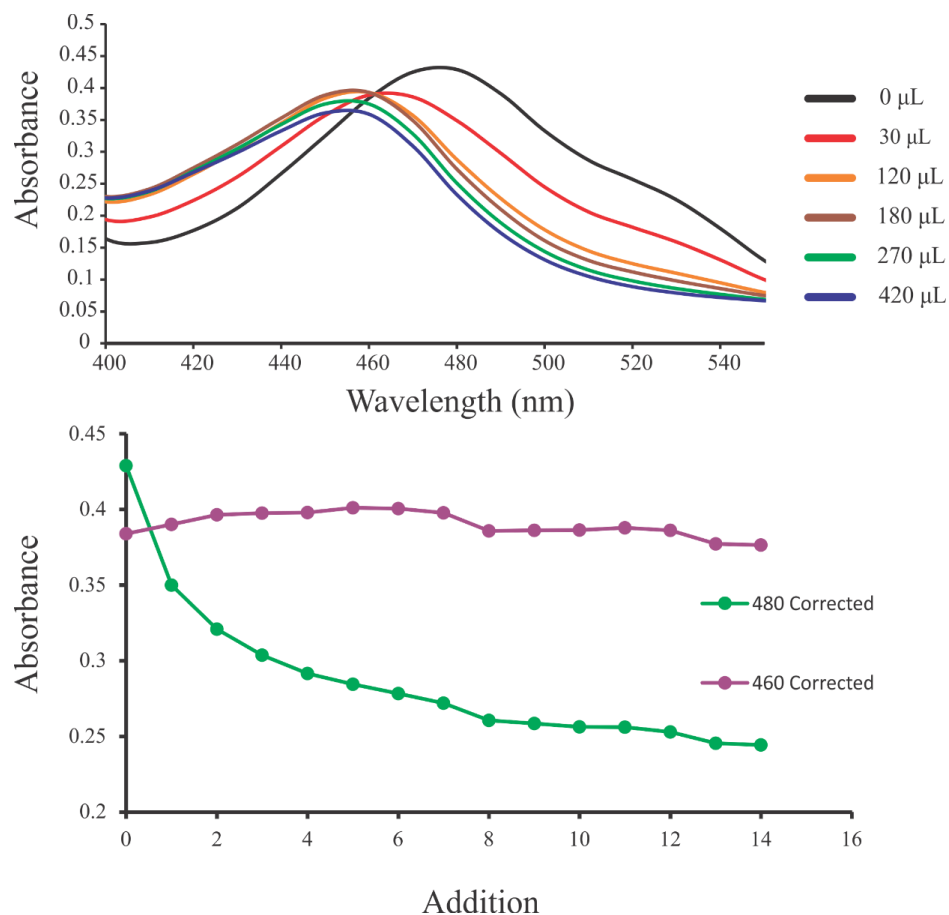 0.5
0.45
0.4
0.35
0.3
0.25
0.2
0.15
0.1
0.05
0
Absorbance
400 420 440 460 480 500 520 540
Wavelength (nm)
0 μL
30 μL
120 μL
180 μL
270 μL
420 μL
0.45
0.4
0.35
0.3
0.25
0.2
Absorbance
0 2 4 6 8 10 12 14 16
Addition
480 Corrected
460 Corrected